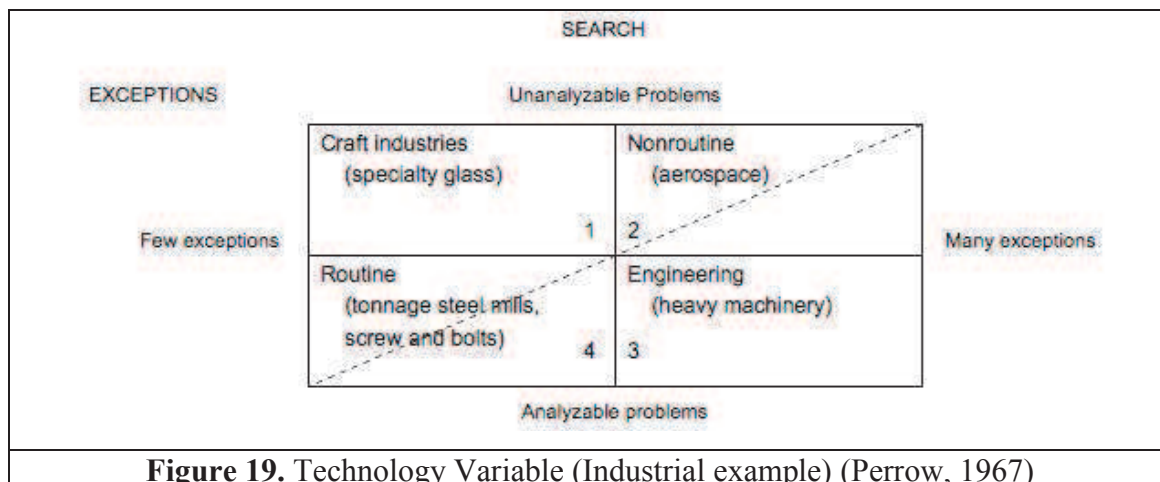 SEARCH
EXCEPTIONS
Unanalyzable Problems
Craft industries
(specialty glass)
1
Nonroutine
(aerospace)
2
Few exceptions
Many exceptions
Routine
(tonnage steel mills,
screw and bolts)
4
Engineering
(heavy machinery)
3
Analyzable problems
Figure 19. Technology Variable (Industrial example) (Perrow, 1967)